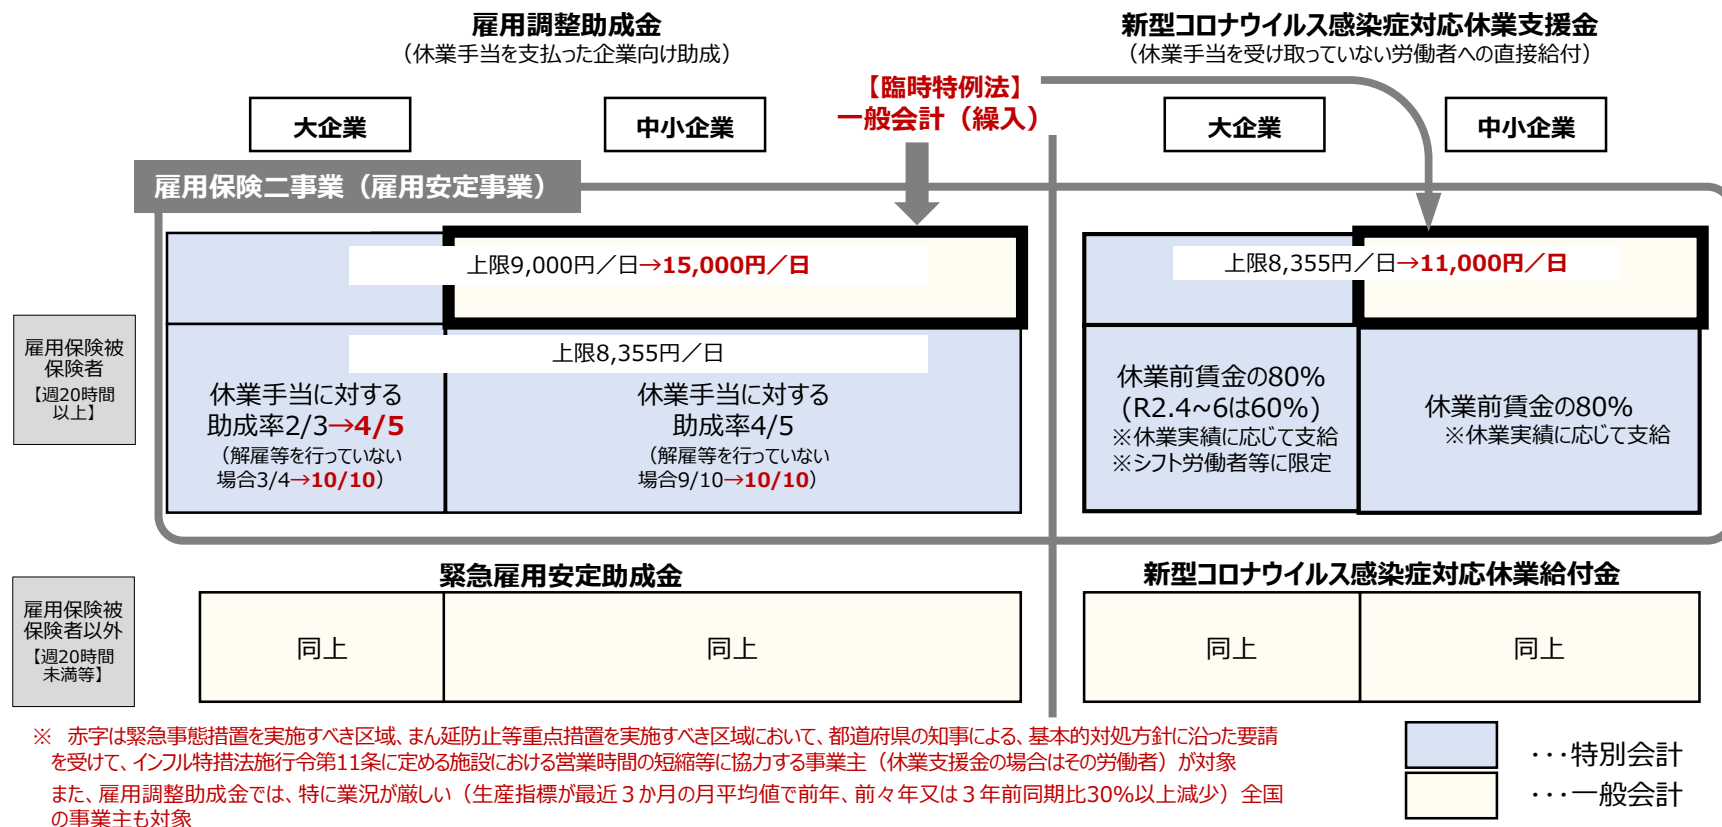 雇用調整助成金
（休業手当を支払った企業向け助成）
新型コロナウイルス感染症対応休業支援金
（休業手当を受け取っていない労働者への直接給付）
【臨時特例法】
一般会計（繰入）
大企業
中小企業
大企業
中小企業
雇用保険二事業（雇用安定事業）
上限9,000円／日→15,000円／日
上限8,355円／日→11,000円／日
雇用保険被
保険者
【週20時間
以上】
上限8,355円／日
休業手当に対する
助成率2/3→4/5
（解雇等を行っていない
場合3/4→10/10）
休業手当に対する
助成率4/5
（解雇等を行っていない
場合9/10→10/10）
休業前賃金の80%
(R2.4~6は60%)
※休業実績に応じて支給
※シフト労働者等に限定
休業前賃金の80%
※休業実績に応じて支給
緊急雇用安定助成金
新型コロナウイルス感染症対応休業給付金
雇用保険被
保険者以外
【週20時間
未満等】
同上
同上
同上
同上
※　赤字は緊急事態措置を実施すべき区域、まん延防止等重点措置を実施すべき区域において、都道府県の知事による、基本的対処方針に沿った要請
を受けて、インフル特措法施行令第11条に定める施設における営業時間の短縮等に協力する事業主（休業支援金の場合はその労働者）が対象
また、雇用調整助成金では、特に業況が厳しい（生産指標が最近３か月の月平均値で前年、前々年又は３年前同期比30%以上減少）全国
の事業主も対象
・・・特別会計
・・・一般会計